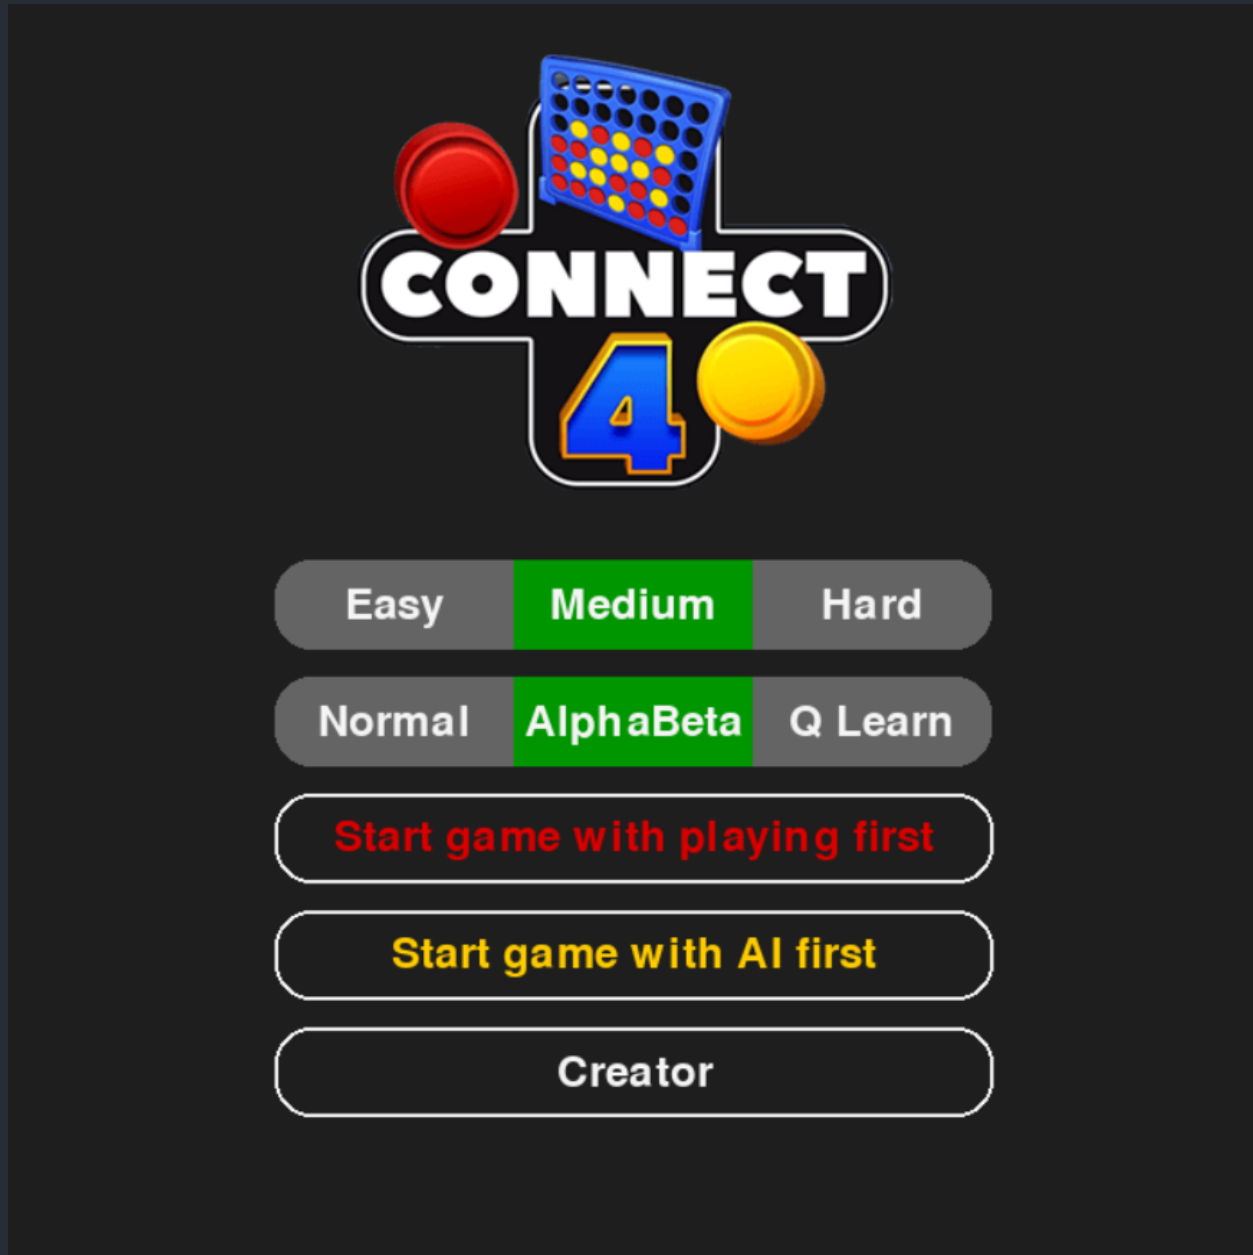 CONNECT
4
Easy Medium Hard
Normal AlphaBeta Q Learn
Start game with playing first
Start game with AI first
Creator